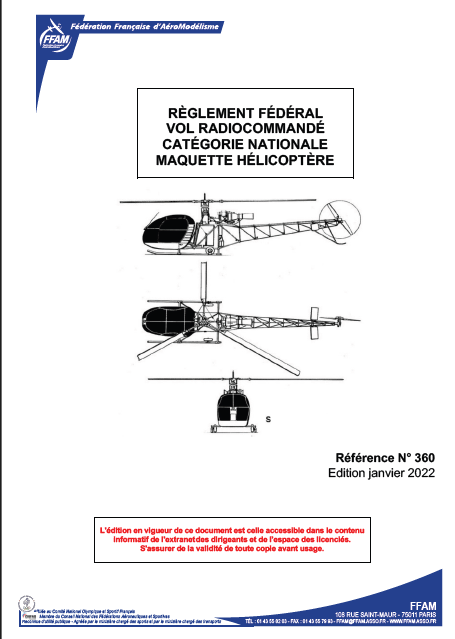 Fédération Française d'AéroModélisme
FFAM
RÈGLEMENT FÉDÉRAL
VOL RADIOCOMMANDÉ
CATÉGORIE NATIONALE
MAQUETTE HÉLICOPTÈRE
S
Référence N° 360
Edition janvier 2022
L'édition en vigueur de ce document est celle accessible dans le contenu
informatif de l'extranetdes dirigeants et de l'espace des licenciés.
S'assurer de la validité de toute copie avant usage.
au Comité National Olympique et Sportif Français
Membre du Conseil National des Fédérations Aéronautiques et Sportives
Reconnue d'utilité publique - Agréée par le ministère chargé des sports et par le ministère chargé des transports
FFAM
108 RUE SAINT-MAUR - 75011 PARIS
TÉL. : 01 43 55 82 03 - FAX : 01 43 55 79 93 - FFAM@FFAM.ASSO.FR - WWW.FFAM.ASSO.FR